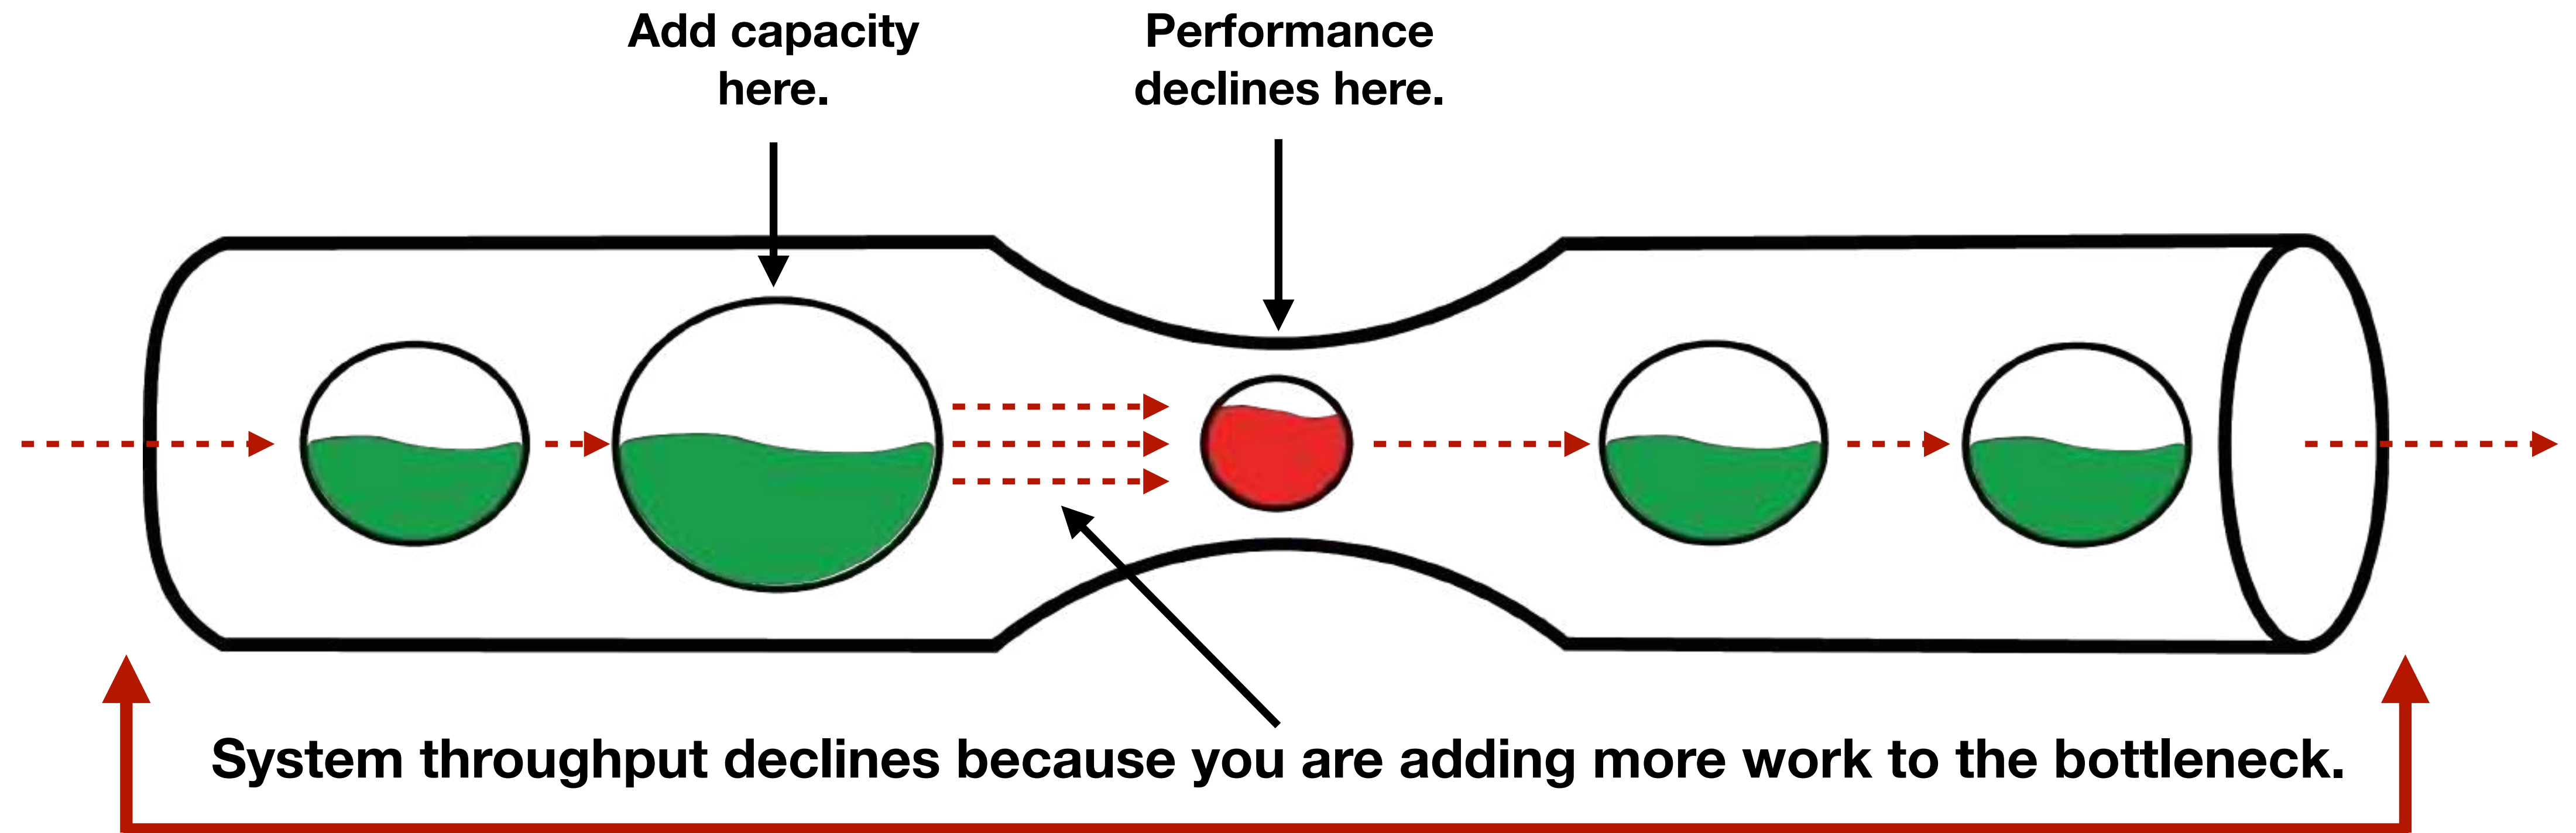 Add capacity
here.
Performance
declines here.
System throughput declines because you are adding more work to the bottleneck.